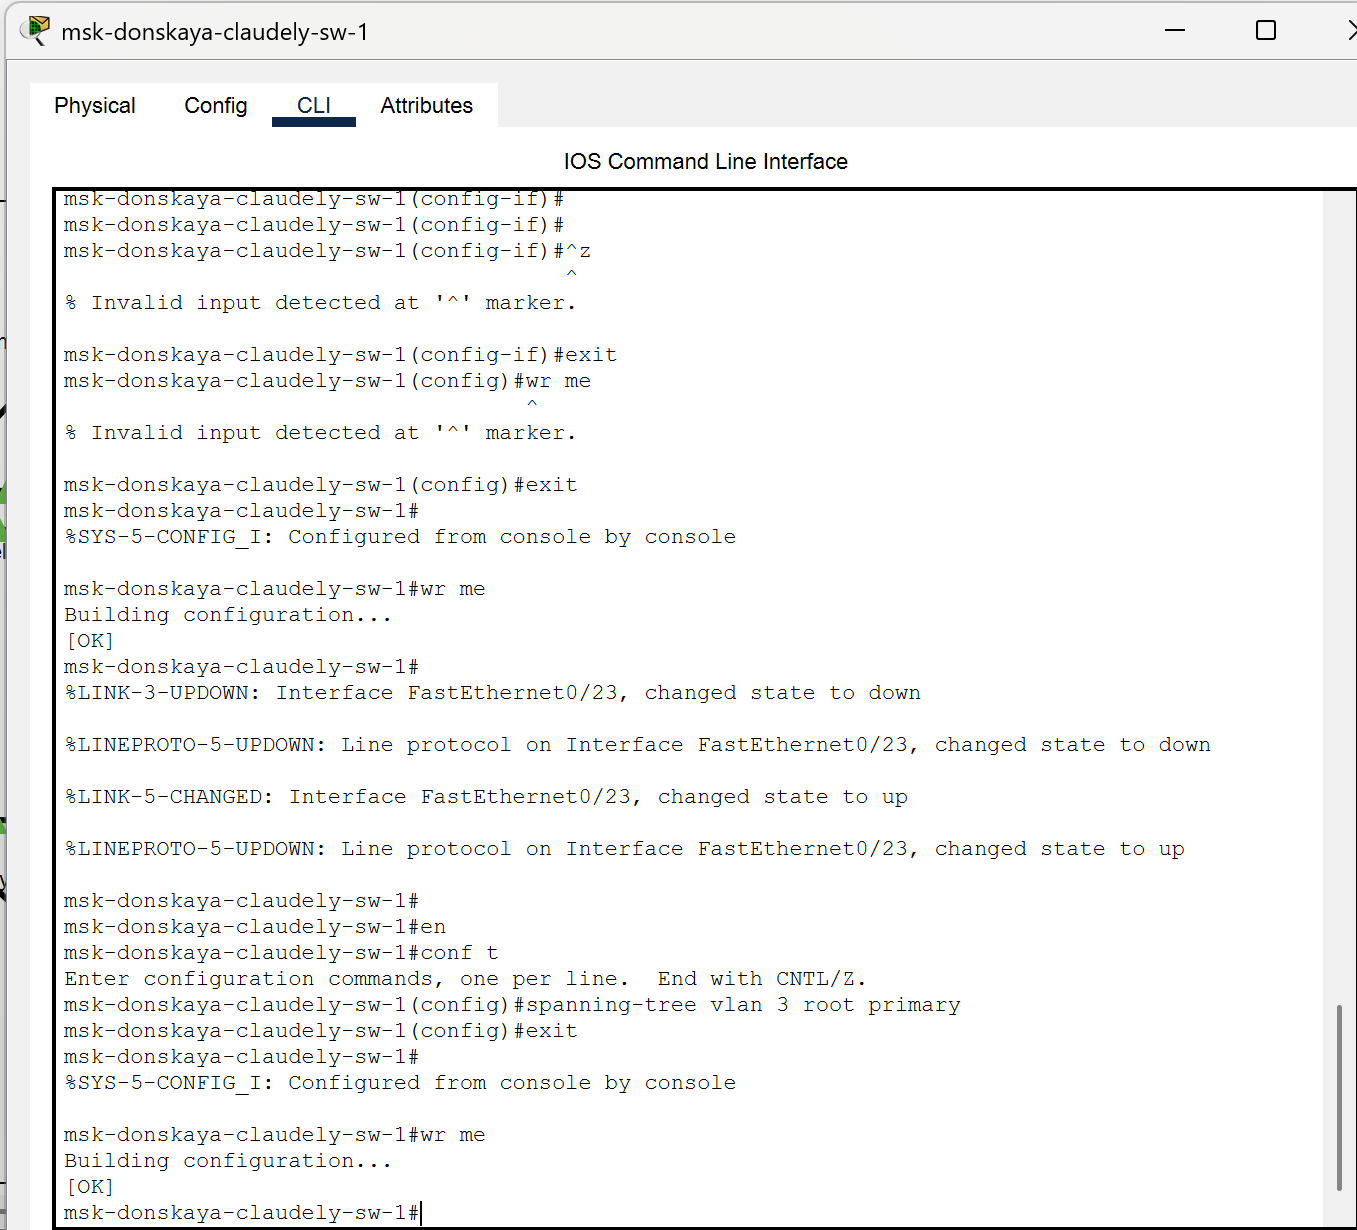 msk-donskaya-claudely-sw-1
Physical Config CLI Attributes
IOS Command Line Interface
msk-donskaya-claudely-sw-1(config-if)#
msk-donskaya-claudely-sw-1(config-if)#
msk-donskaya-claudely-sw-1(config-if)#^z
^
% Invalid input detected at '^' marker.
msk-donskaya-claudely-sw-1(config-if)#exit
msk-donskaya-claudely-sw-1(config)#wr me
^
% Invalid input detected at '^' marker.
msk-donskaya-claudely-sw-1(config)#exit
msk-donskaya-claudely-sw-1#
%SYS-5-CONFIG_I: Configured from console by console
msk-donskaya-claudely-sw-1#wr me
Building configuration...
[OK]
msk-donskaya-claudely-sw-1#
%LINK-3-UPDOWN: Interface FastEthernet0/23, changed state to down
%LINEPROTO-5-UPDOWN: Line protocol on Interface FastEthernet0/23, changed state to down
%LINK-5-CHANGED: Interface FastEthernet0/23, changed state to up
%LINEPROTO-5-UPDOWN: Line protocol on Interface FastEthernet0/23, changed state to up
msk-donskaya-claudely-sw-1#
msk-donskaya-claudely-sw-1#en
msk-donskaya-claudely-sw-1#conf t
Enter configuration commands, one per line.  End with CNTL/Z.
msk-donskaya-claudely-sw-1(config)#spanning-tree vlan 3 root primary
msk-donskaya-claudely-sw-1(config)#exit
msk-donskaya-claudely-sw-1#
%SYS-5-CONFIG_I: Configured from console by console
msk-donskaya-claudely-sw-1#wr me
Building configuration...
[OK]
msk-donskaya-claudely-sw-1#